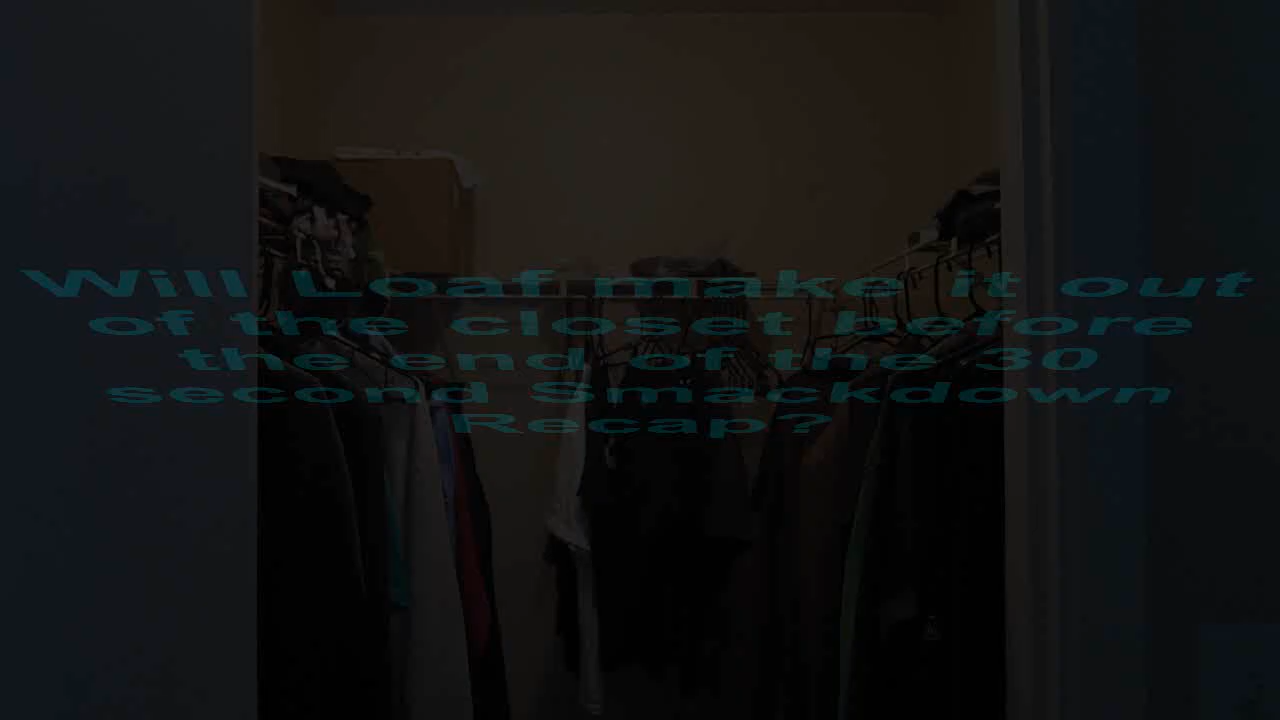 Will Loaf make it out
of the closet before
the end of the 30
second Smackdown
Recap?